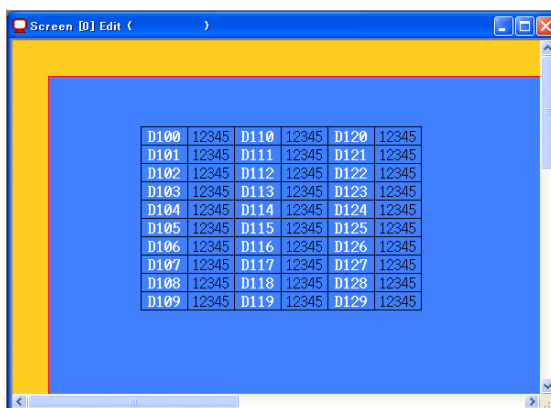 Screen [0] Edit (          )
D100 12345 D110 12345 D120 12345
D101 12345 D111 12345 D121 12345
D102 12345 D112 12345 D122 12345
D103 12345 D113 12345 D123 12345
D104 12345 D114 12345 D124 12345
D105 12345 D115 12345 D125 12345
D106 12345 D116 12345 D126 12345
D107 12345 D117 12345 D127 12345
D108 12345 D118 12345 D128 12345
D109 12345 D119 12345 D129 12345